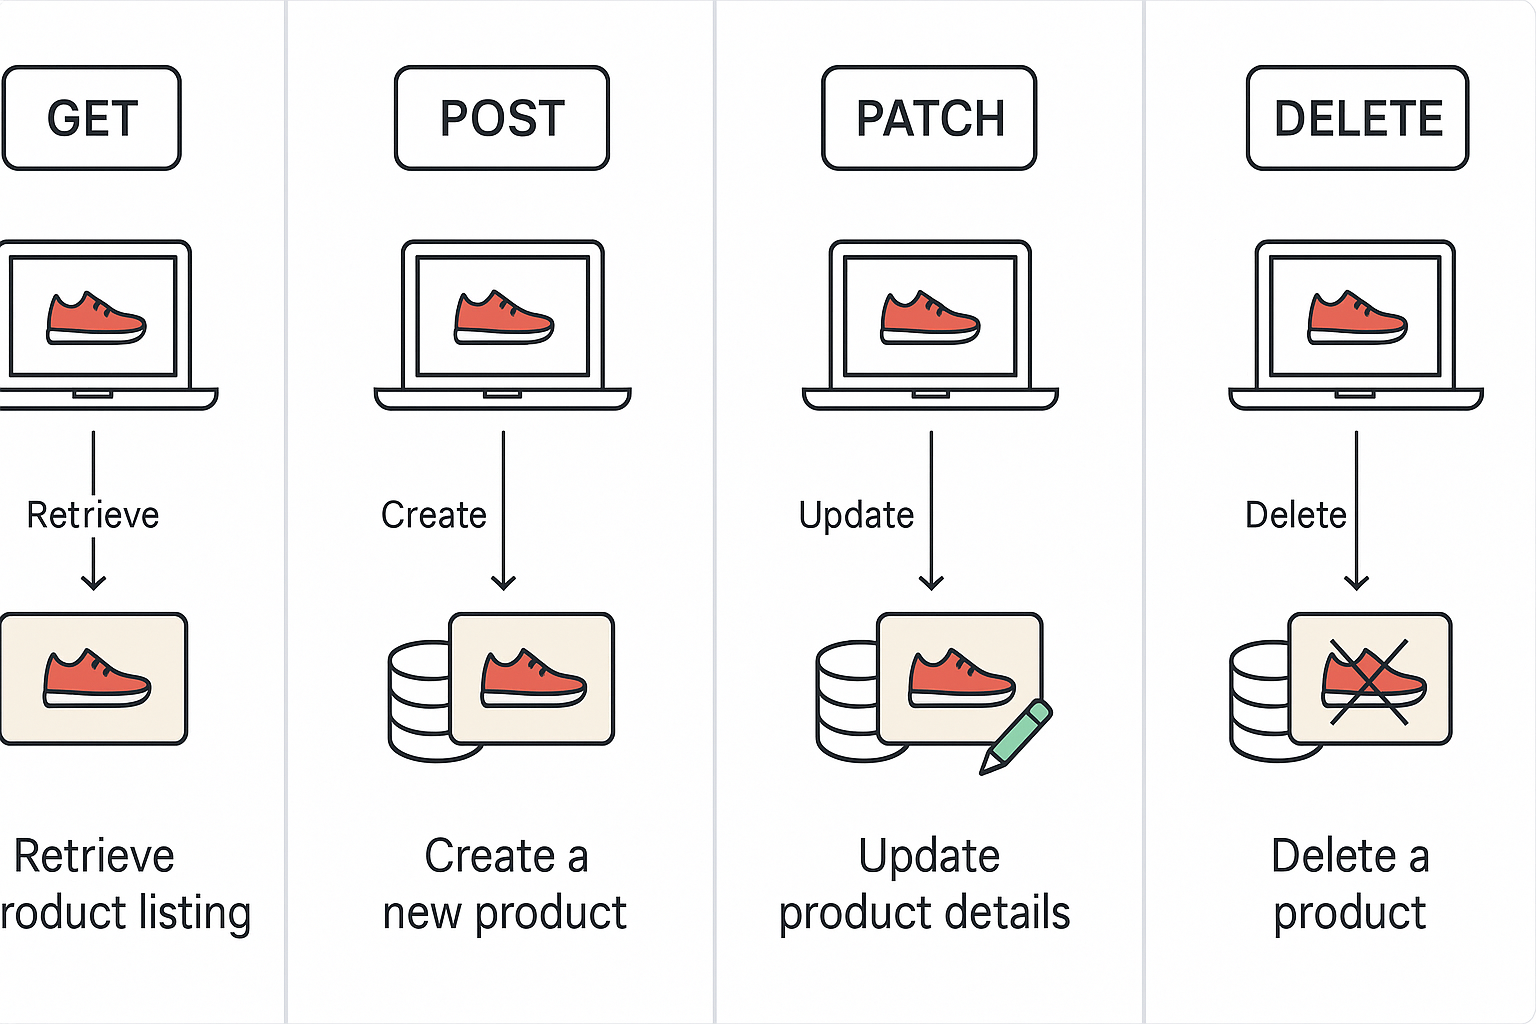 GET
Retrieve
Retrieve
roduct listing
POST
Create
Create a
new product
PATCH
Update
Update
product details
DELETE
Delete
Delete a
product